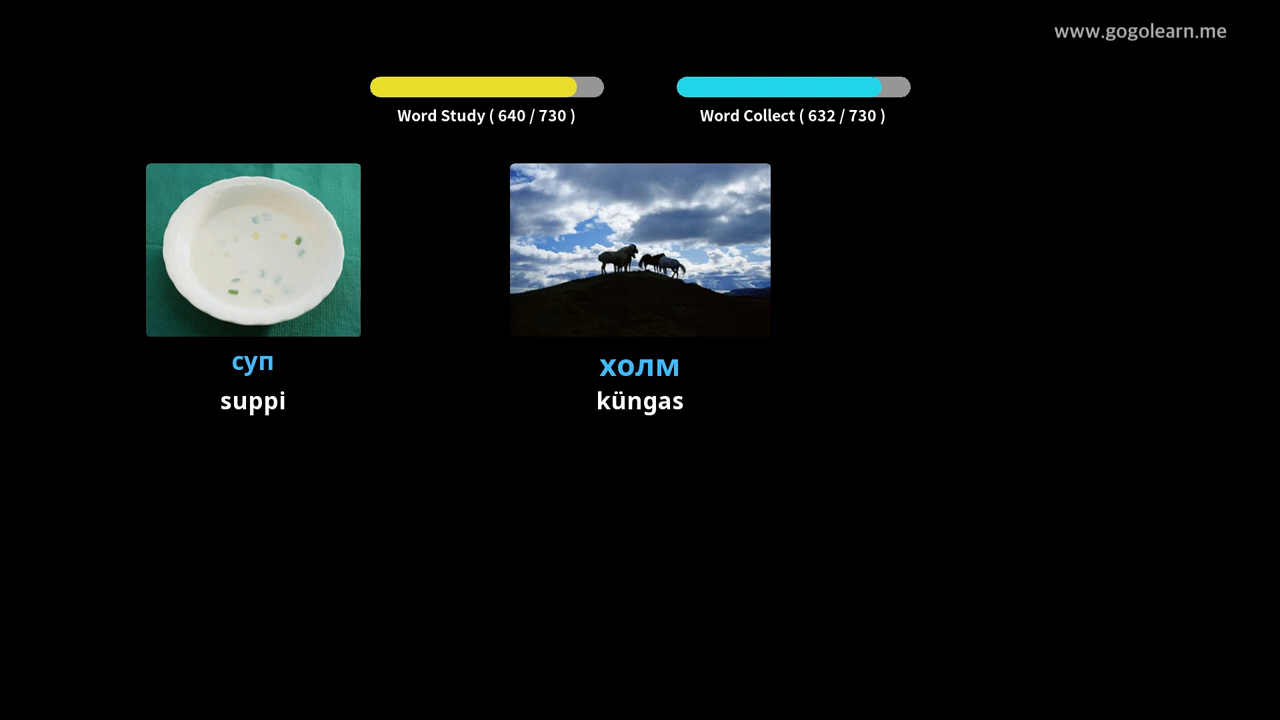 www.gogolearn.me
Word Study ( 640 / 730 )
Word Collect ( 632 / 730 )
суп
suppi
холм
küngas